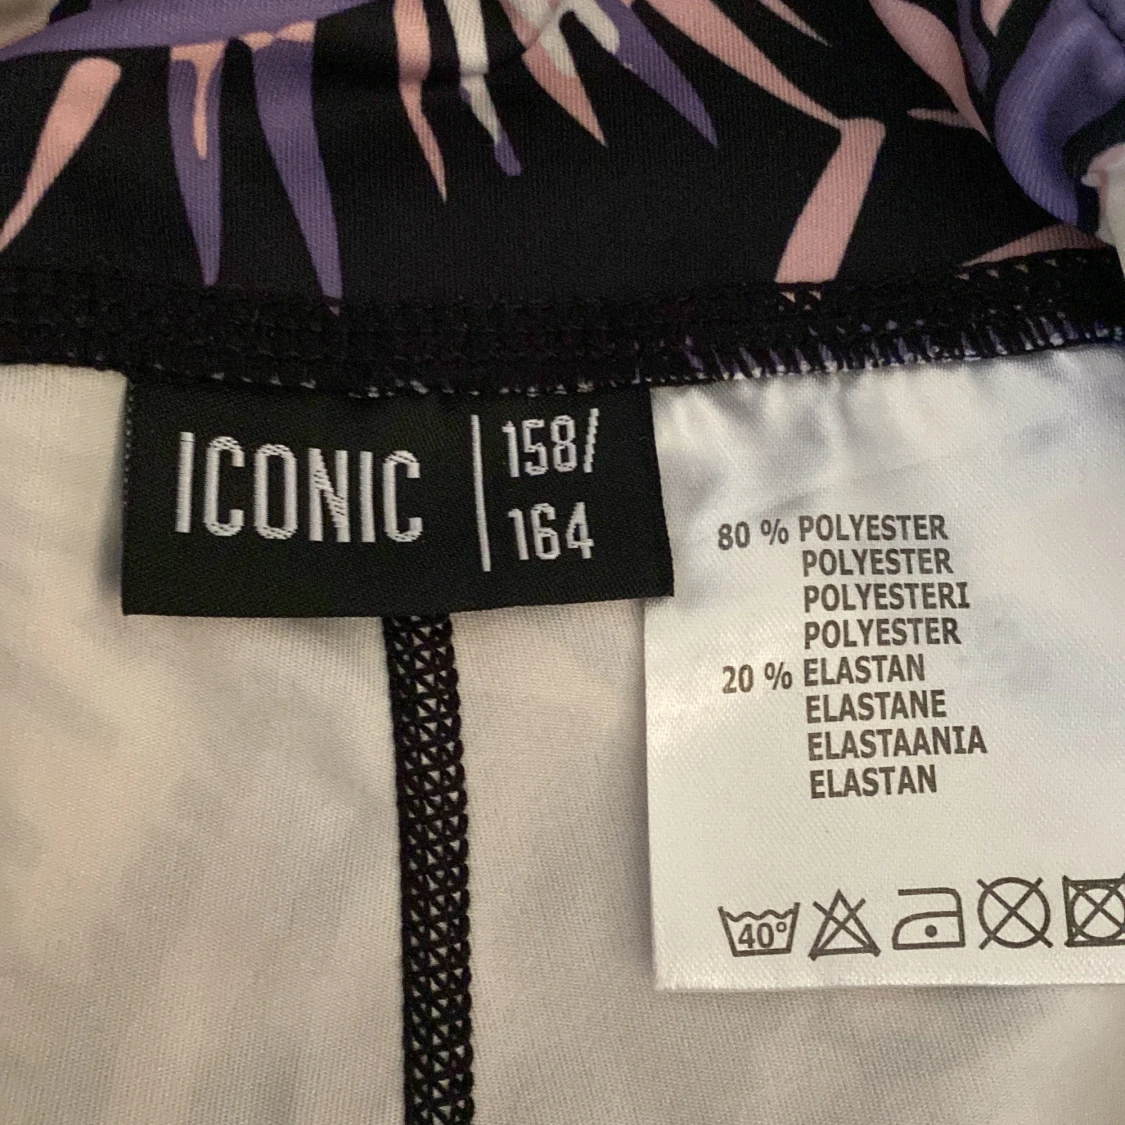 ICONIC
158/
164
80 % POLYESTER
POLYESTER
POLYESTERI
POLYESTER
20 % ELASTAN
ELASTANE
ELASTAANIA
ELASTAN
40°